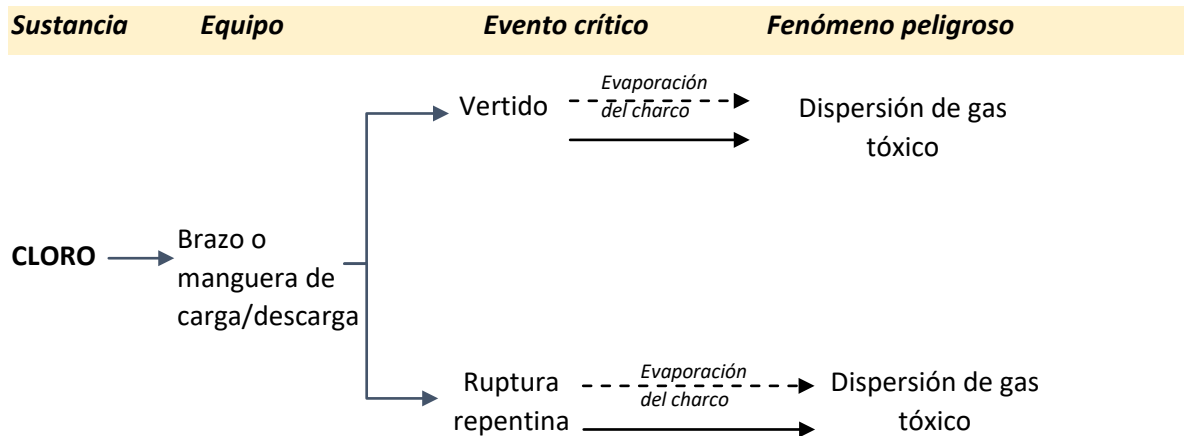 Sustancia Equipo Evento crítico Fenómeno peligroso
Evaporación
Vertido
del charco
Dispersión de gas
tóxico
CLORO
Brazo o
manguera de
carga/descarga
Ruptura
repentina
Evaporación
del charco
Dispersión de gas
tóxico